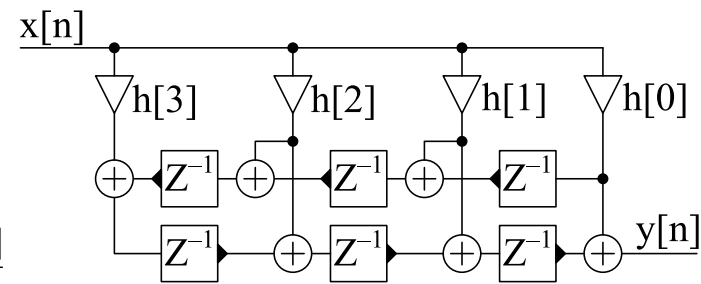 x[n]
h[3] h[2] h[1] h[0]
+ Z⁻¹ + Z⁻¹ + Z⁻¹
] Z⁻¹ + Z⁻¹ + Z⁻¹ + y[n]